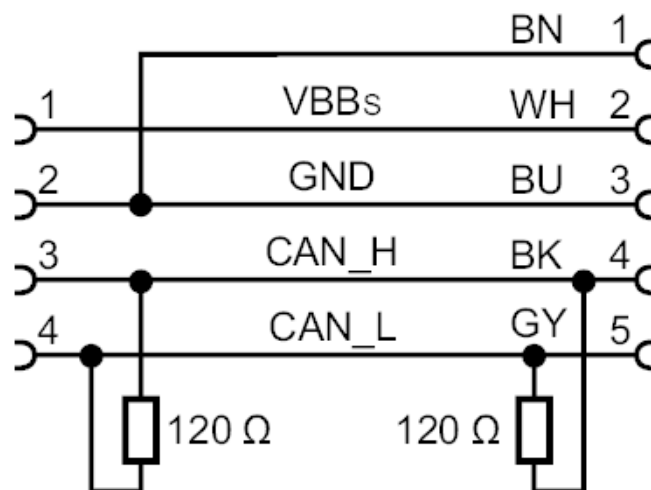 BN 1
1 VBBS WH 2
2 GND BU 3
3 CAN_H BK 4
4 CAN_L GY 5
120 Ω 120 Ω